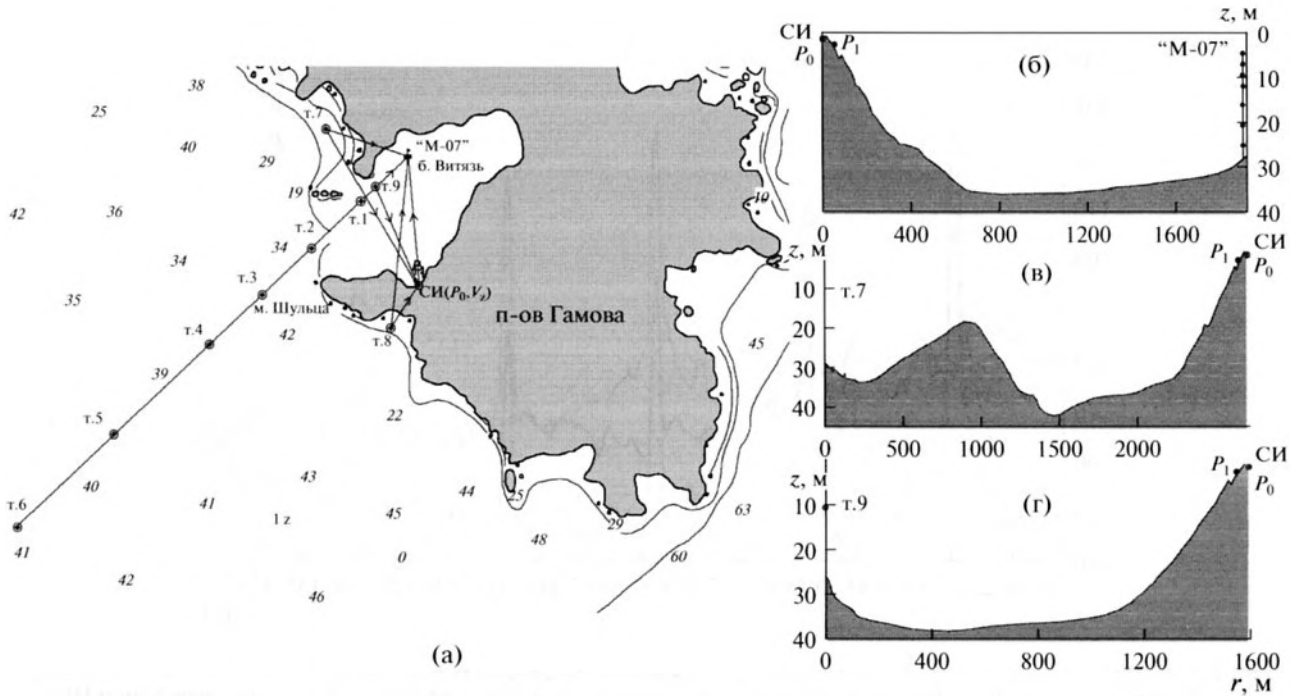 38
25
т.7
40
29
"М-07"
б. Витязь
19
т.9
10
42
36
т.1
т.2
34
34
т.3
СИ(P₀,V_z)
35
м. Шульца
п-ов Гамова
т.4
42
т.8
45
39
22
т.5
43
44
40
41
25
т.6
1 z
45
29
63
41
48
0
60
42
46
(а)
z, м
СИ
P₀
P₁
(б)
"М-07"
0
10
20
30
40
0
400
800
1200
1600
z, м
(в)
P₁
СИ
P₀
10
т.7
20
30
40
0
500
1000
1500
2000
z, м
(г)
P₁
СИ
P₀
10
т.9
20
30
40
0
400
800
1200
1600
r, м